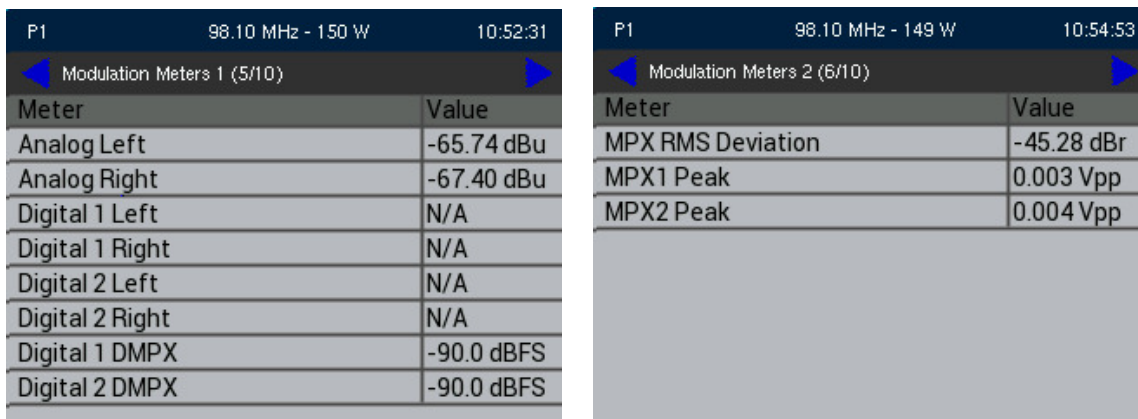 P1 98.10 MHz - 150 W 10:52:31
Modulation Meters 1 (5/10)
Meter Value
Analog Left -65.74 dBu
Analog Right -67.40 dBu
Digital 1 Left N/A
Digital 1 Right N/A
Digital 2 Left N/A
Digital 2 Right N/A
Digital 1 DMPX -90.0 dBFS
Digital 2 DMPX -90.0 dBFS
P1 98.10 MHz - 149 W 10:54:53
Modulation Meters 2 (6/10)
Meter Value
MPX RMS Deviation -45.28 dBr
MPX1 Peak 0.003 Vpp
MPX2 Peak 0.004 Vpp